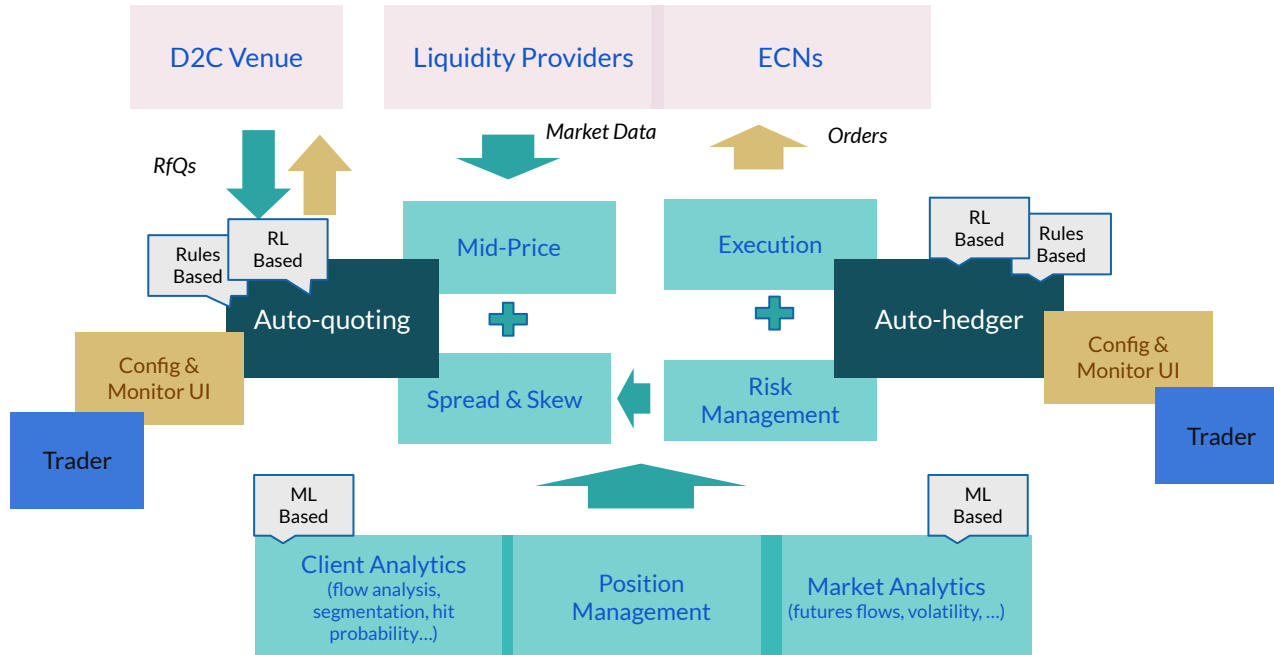 D2C Venue
Liquidity Providers
ECNs
RfQs
Market Data
Orders
Rules
Based
RL
Based
Mid-Price
Execution
RL
Based
Rules
Based
Auto-quoting
Auto-hedger
Config &
Monitor UI
Spread & Skew
Risk
Management
Config &
Monitor UI
Trader
Trader
ML
Based
ML
Based
Client Analytics
(flow analysis,
segmentation, hit
probability...)
Position
Management
Market Analytics
(futures flows, volatility, ...)